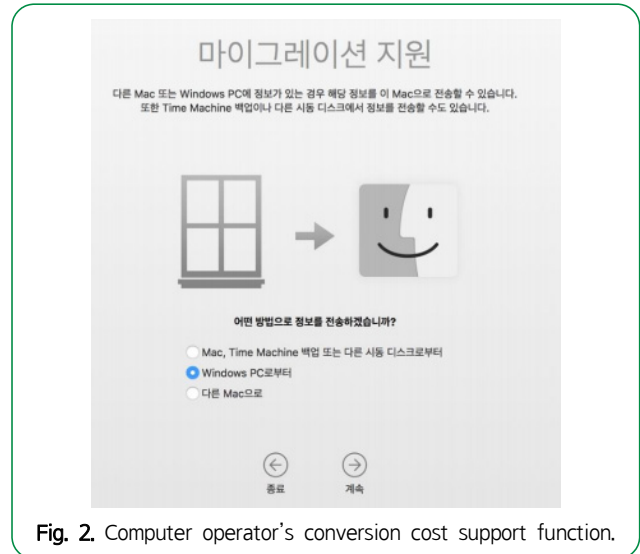 마이그레이션 지원
다른 Mac 또는 Windows PC에 정보가 있는 경우 해당 정보를 이 Mac으로 전송할 수 있습니다.
또한 Time Machine 백업이나 다른 시동 디스크에서 정보를 전송할 수도 있습니다.
어떤 방법으로 정보를 전송하겠습니까?
Mac, Time Machine 백업 또는 다른 시동 디스크로부터
Windows PC로부터
다른 Mac으로
종료 계속
Fig. 2. Computer operator's conversion cost support function.